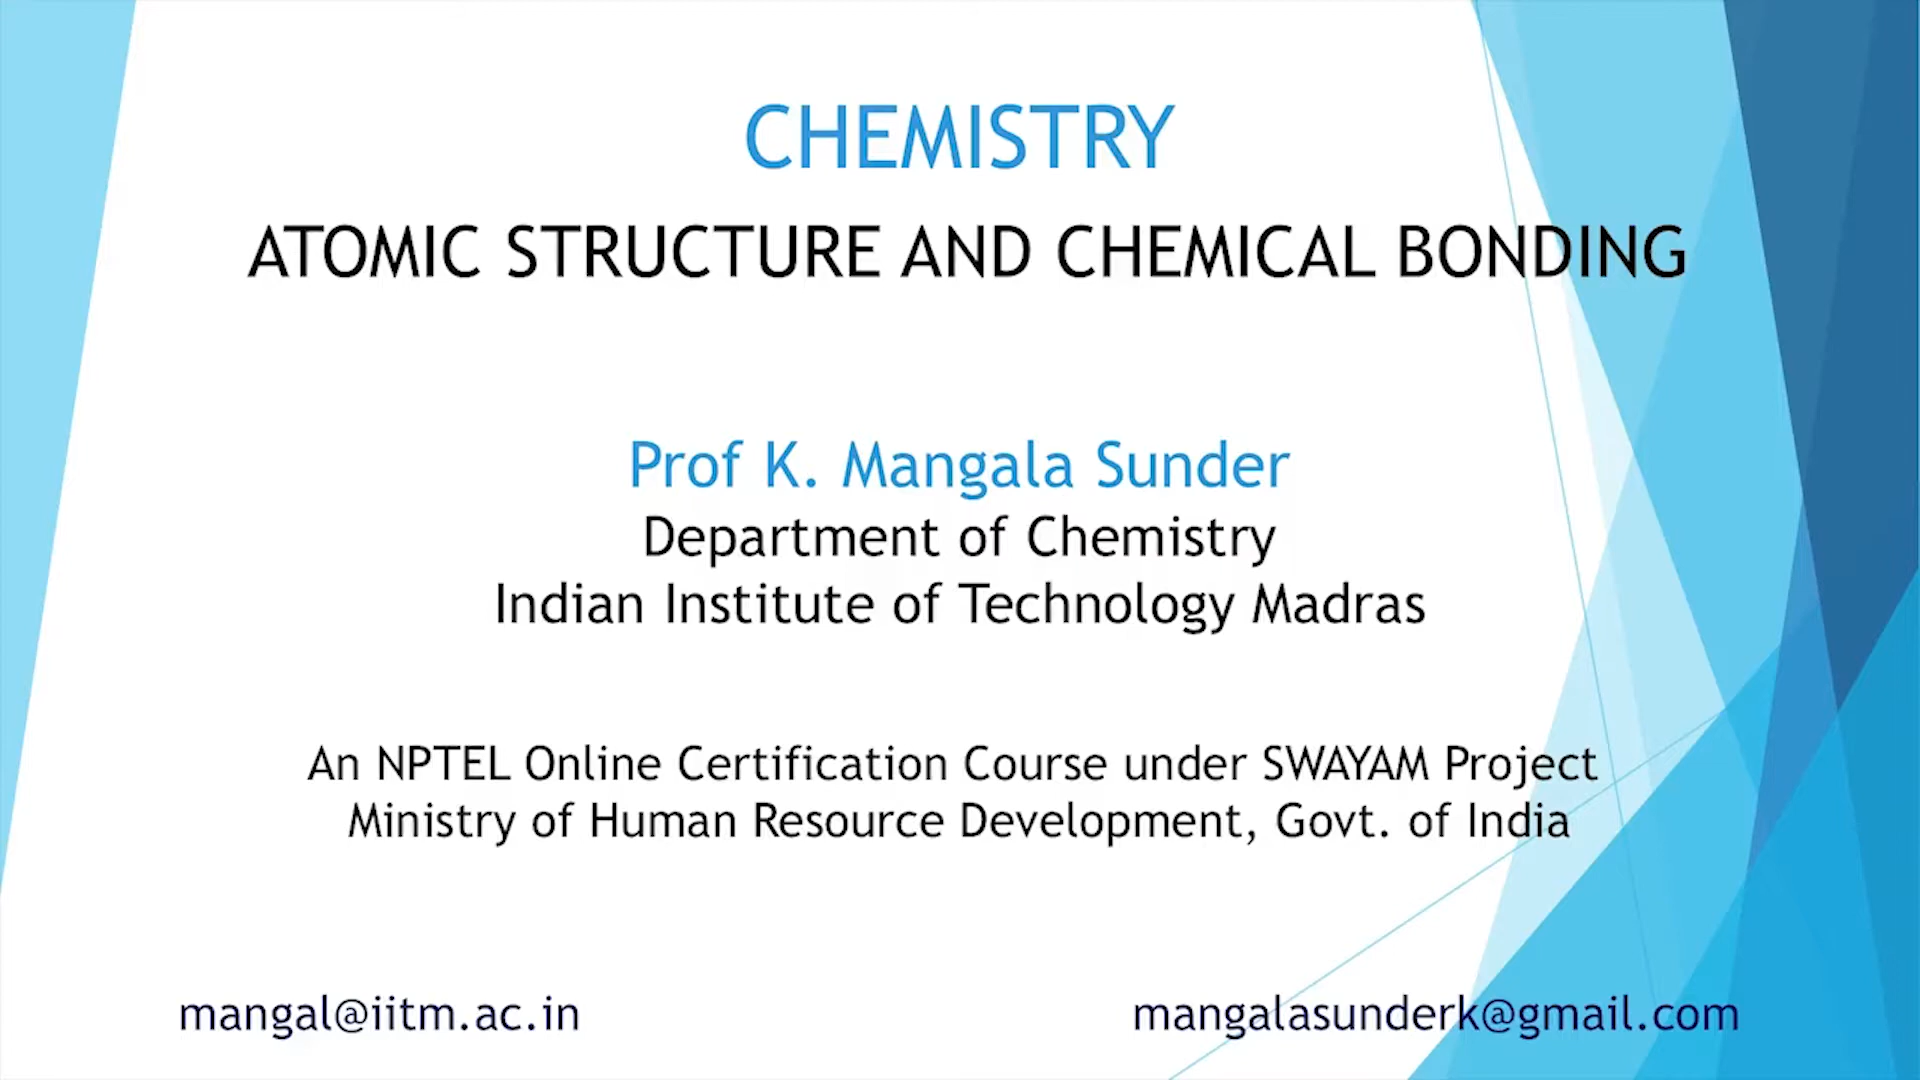 CHEMISTRY
ATOMIC STRUCTURE AND CHEMICAL BONDING
Prof K. Mangala Sunder
Department of Chemistry
Indian Institute of Technology Madras
An NPTEL Online Certification Course under SWAYAM Project
Ministry of Human Resource Development, Govt. of India
mangal@iitm.ac.in
mangalasunderk@gmail.com